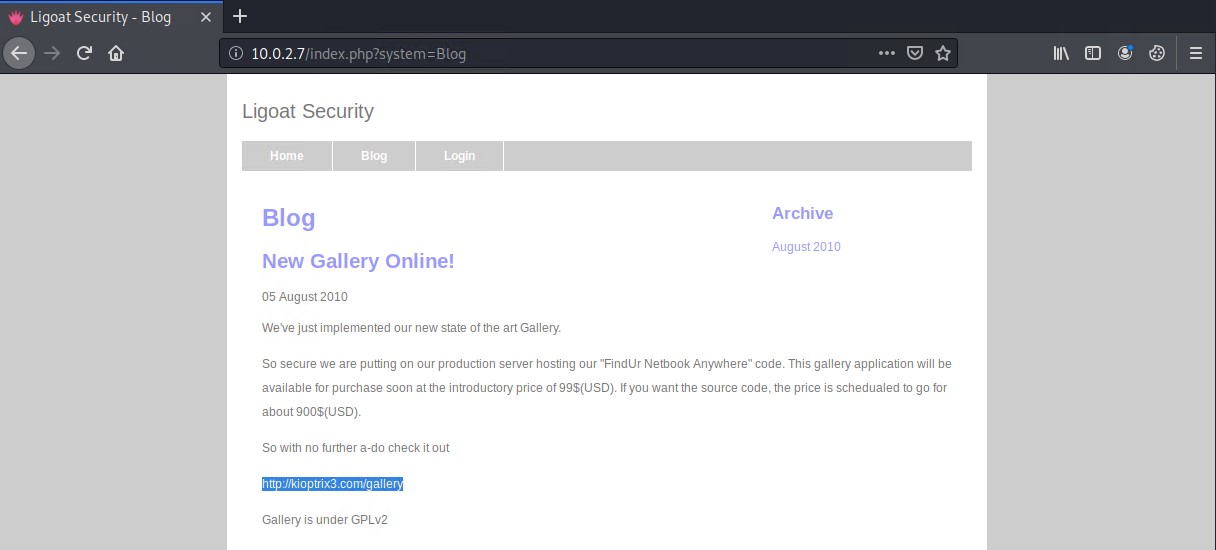 Ligoat Security - Blog
10.0.2.7/index.php?system=Blog
Ligoat Security
Home Blog Login
Blog
Archive
August 2010
New Gallery Online!
05 August 2010
We've just implemented our new state of the art Gallery.
So secure we are putting on our production server hosting our "FindUr Netbook Anywhere" code. This gallery application will be
available for purchase soon at the introductory price of 99$(USD). If you want the source code, the price is schedualed to go for
about 900$(USD).
So with no further a-do check it out
http://kioptrix3.com/gallery
Gallery is under GPLv2